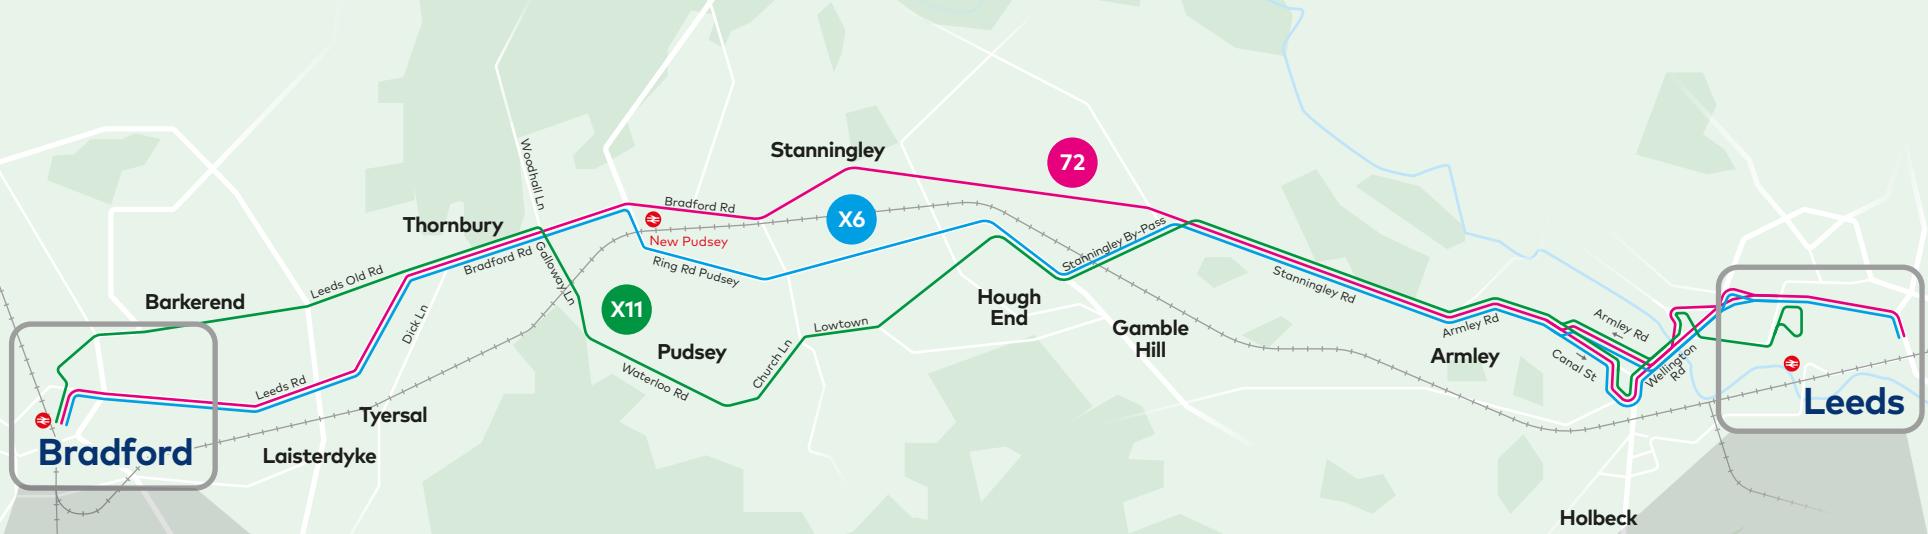 Woodhall Ln
Stanningley
72
Thornbury
Bradford Rd
X6
New Pudsey
Stanningley By-Pass
Leeds Old Rd
Bradford Rd
Galloway Ln
Ring Rd Pudsey
Stanningley Rd
Barkerend
X11
Hough
End
Dick Ln
Lowtown
Gamble
Hill
Armley Rd
Armley Rd
Pudsey
Church Ln
Armley
Canal St
Wellington
Rd
Waterloo Rd
Leeds Rd
Leeds
Tyersal
Bradford
Laisterdyke
Holbeck